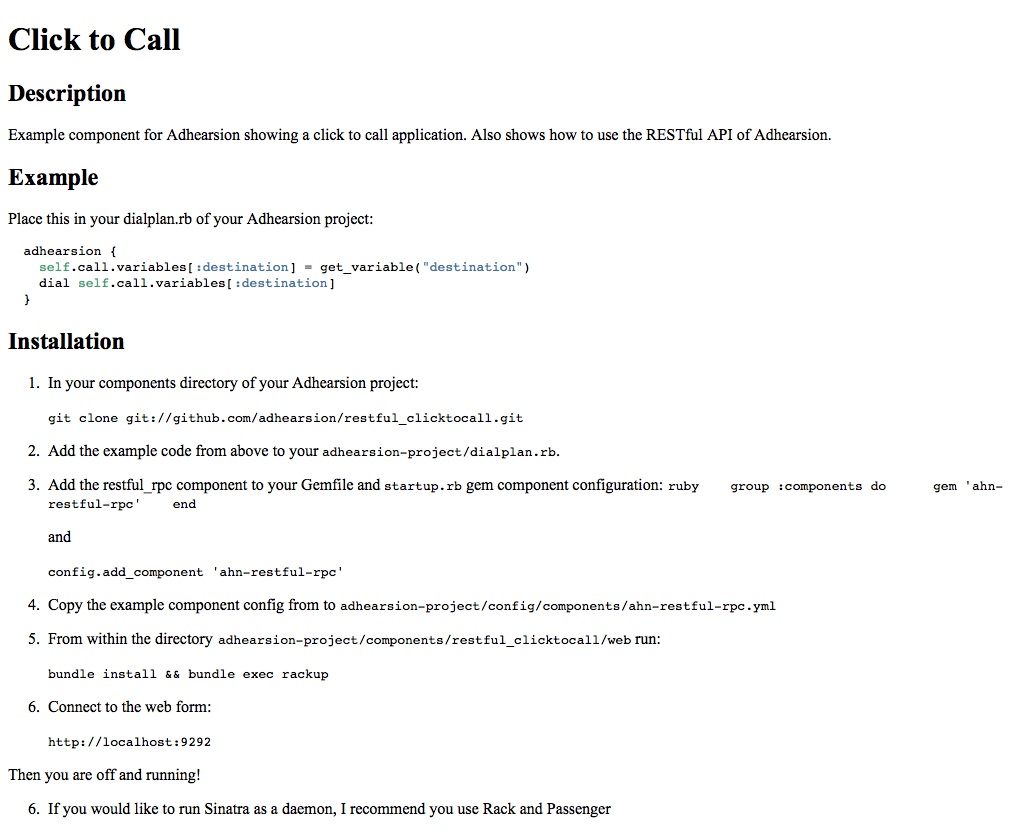 Click to Call
Description
Example component for Adhearsion showing a click to call application. Also shows how to use the RESTful API of Adhearsion.
Example
Place this in your dialplan.rb of your Adhearsion project:
adhearsion {
  self.call.variables[:destination] = get_variable("destination")
  dial self.call.variables[:destination]
}
Installation
1. In your components directory of your Adhearsion project:
git clone git://github.com/adhearsion/restful_clicktocall.git
2. Add the example code from above to your adhearsion-project/dialplan.rb.
3. Add the restful_rpc component to your Gemfile and startup.rb gem component configuration: ruby    group :components do      gem 'ahn-
restful-rpc'    end
and
config.add_component 'ahn-restful-rpc'
4. Copy the example component config from to adhearsion-project/config/components/ahn-restful-rpc.yml
5. From within the directory adhearsion-project/components/restful_clicktocall/web run:
bundle install && bundle exec rackup
6. Connect to the web form:
http://localhost:9292
Then you are off and running!
6. If you would like to run Sinatra as a daemon, I recommend you use Rack and Passenger